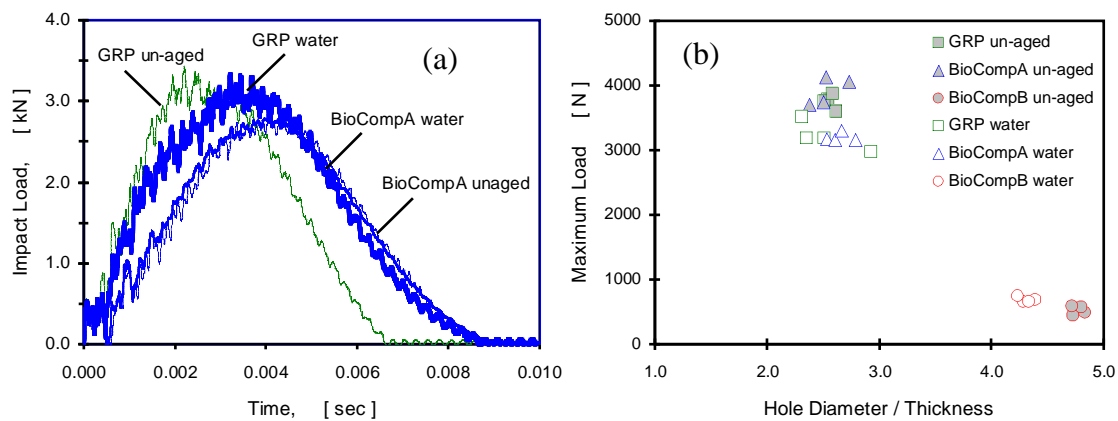 (a)
GRP un-aged
GRP water
BioCompA water
BioCompA unaged
Impact Load, [ kN ]
4.0
3.0
2.0
1.0
0.0
0.000 0.002 0.004 0.006 0.008 0.010
Time, [ sec ]
(b)
GRP un-aged
BioCompA un-aged
BioCompB un-aged
GRP water
BioCompA water
BioCompB water
Maximum Load [ N ]
5000
4000
3000
2000
1000
0
1.0 2.0 3.0 4.0 5.0
Hole Diameter / Thickness